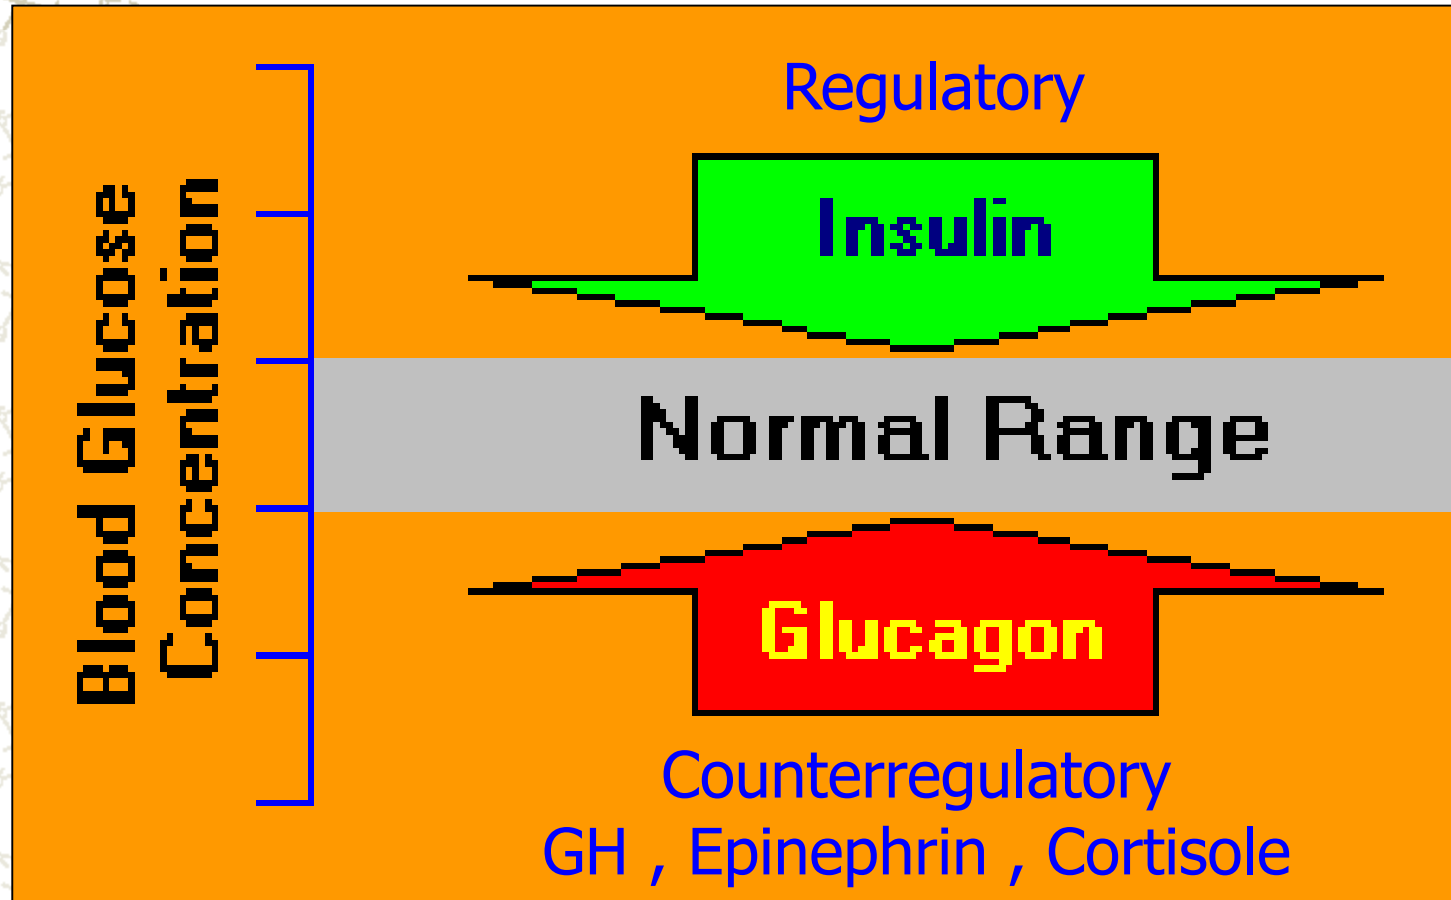 Regulatory
Insulin
Blood Glucose
Concentration
Normal Range
Glucagon
Counterregulatory
GH , Epinephrin , Cortisole